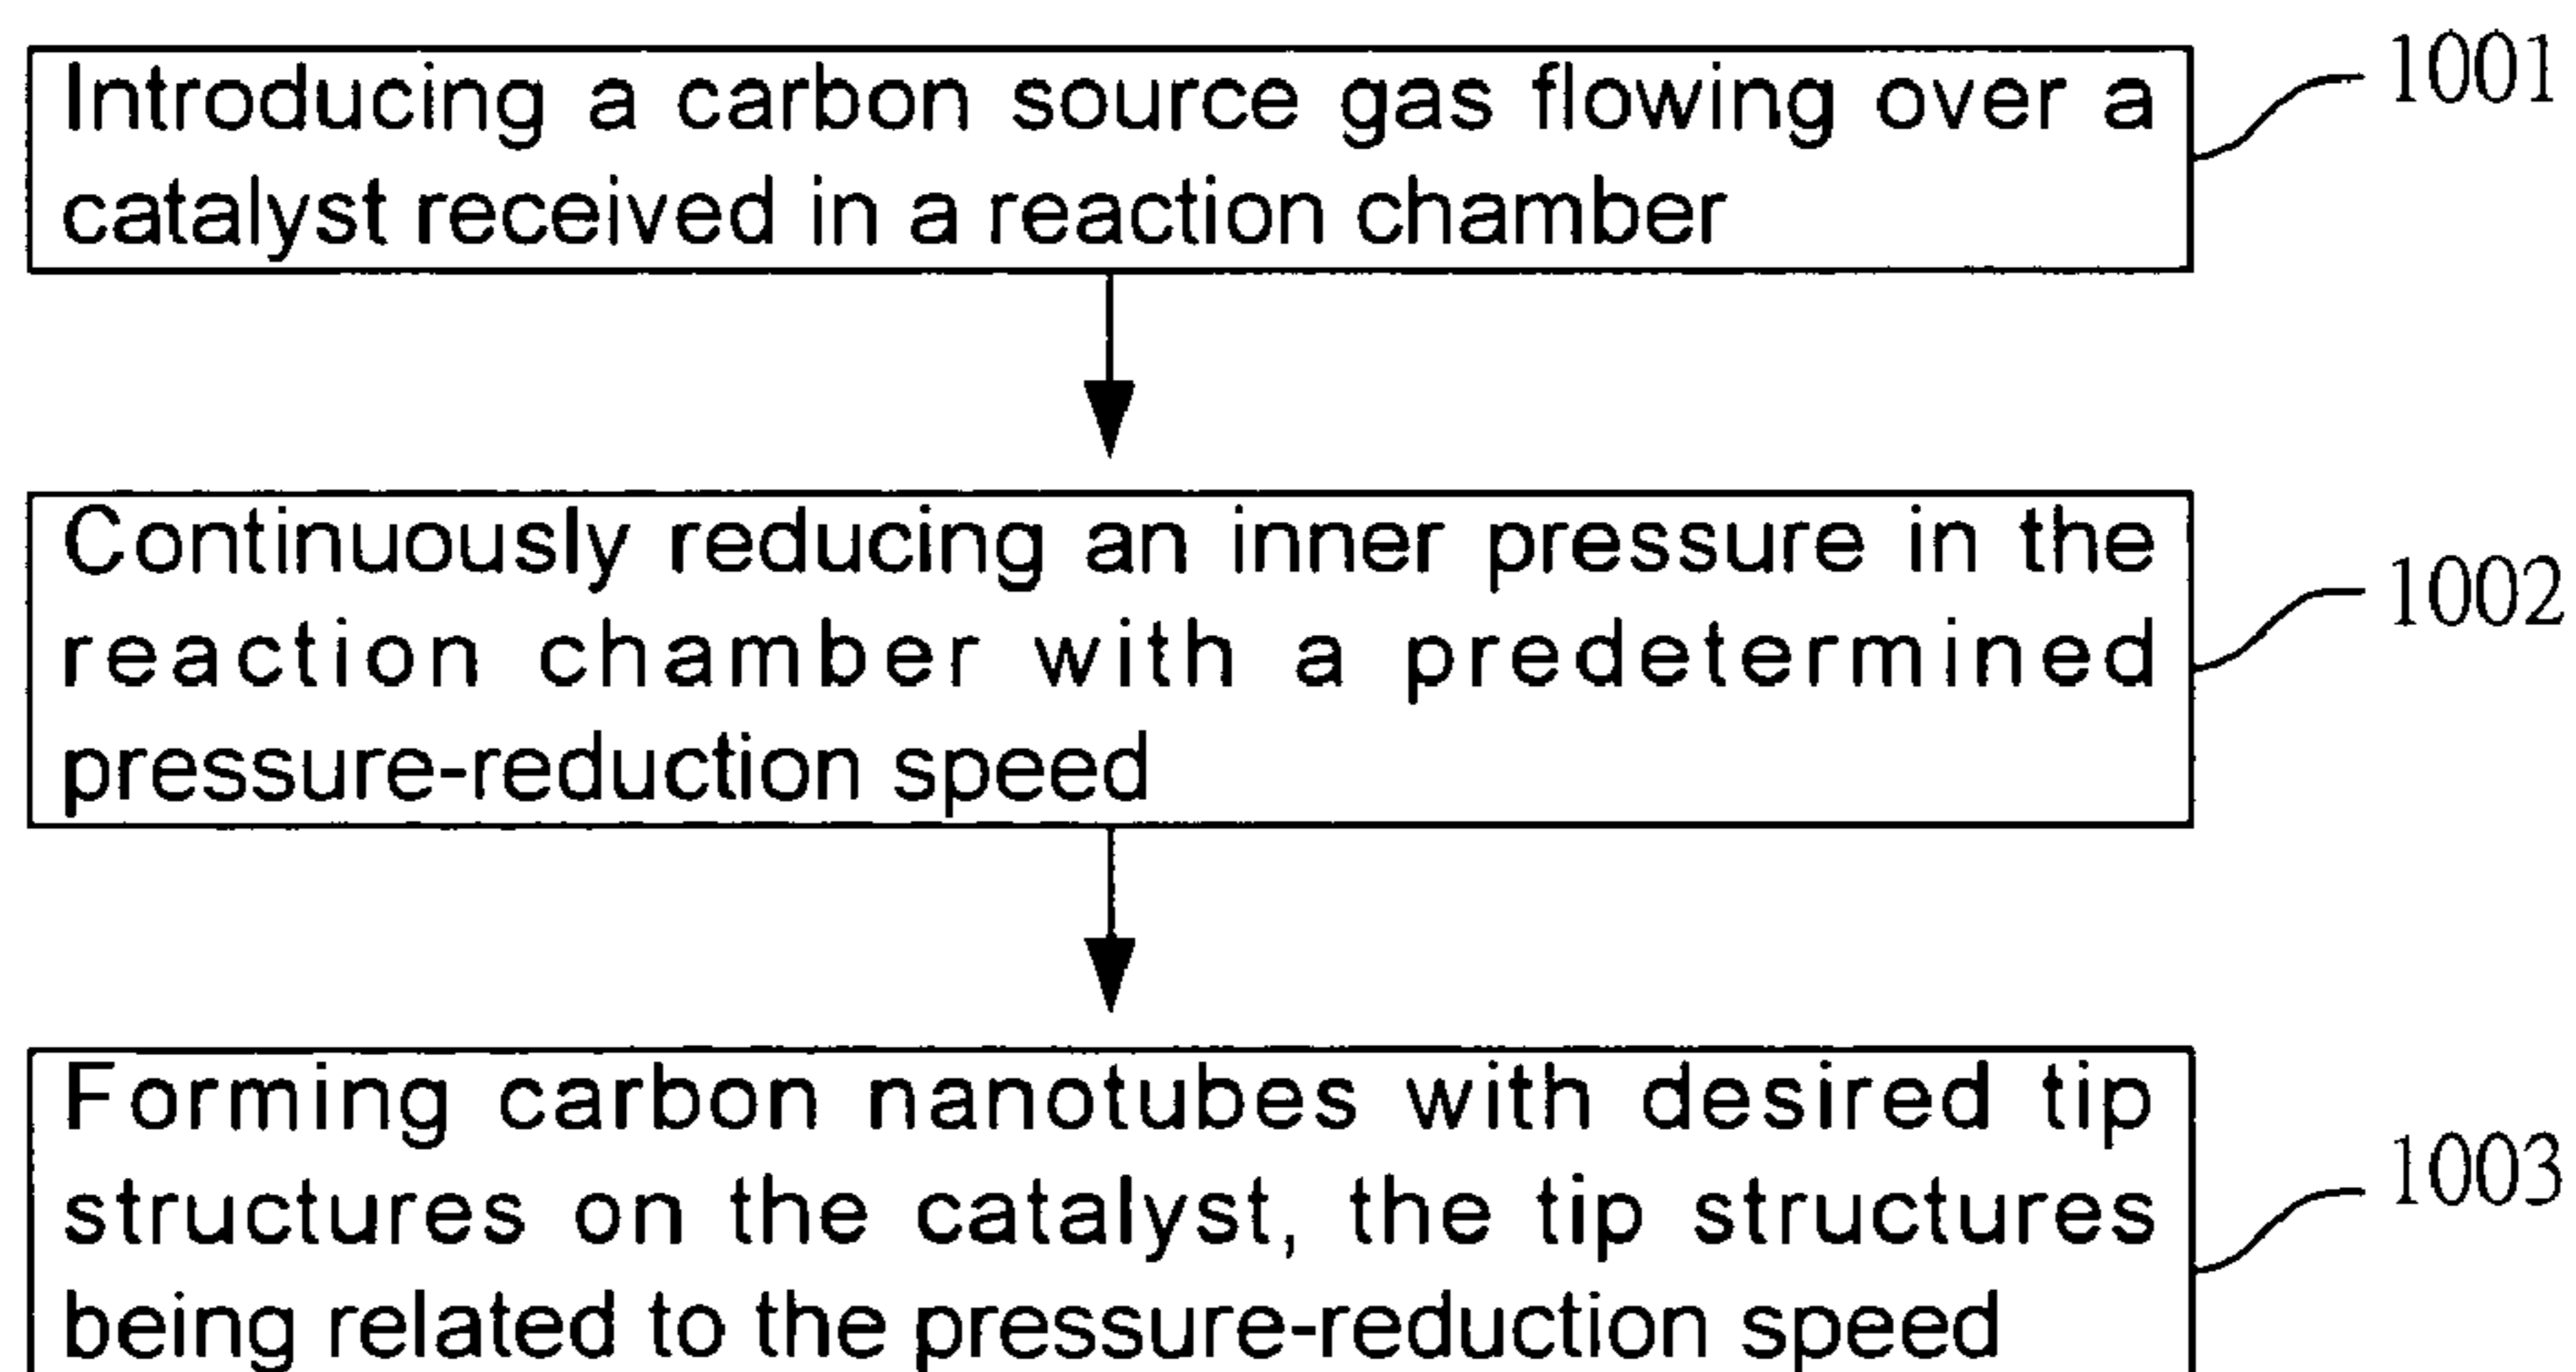 Introducing a carbon source gas flowing over a
catalyst received in a reaction chamber
1001
Continuously reducing an inner pressure in the
reaction chamber with a predetermined
pressure-reduction speed
1002
Forming carbon nanotubes with desired tip
structures on the catalyst, the tip structures
being related to the pressure-reduction speed
1003